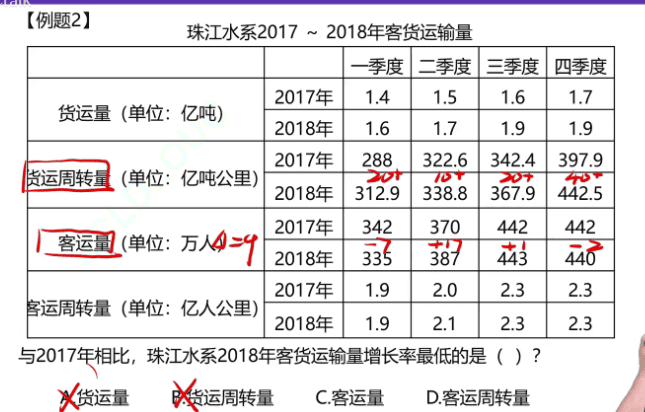 【例题2】
珠江水系2017 ~ 2018年客货运输量
一季度 二季度 三季度 四季度
货运量（单位：亿吨） 2017年 1.4 1.5 1.6 1.7
2018年 1.6 1.7 1.9 1.9
货运周转量（单位：亿吨公里） 2017年 288 322.6 342.4 397.9
20+ 10+ 20+ 40+
2018年 312.9 338.8 367.9 442.5
客运量（单位：万人） 2017年 342 370 442 442
Δ=9 -7 +17 +1 -2
2018年 335 387 443 440
客运周转量（单位：亿人公里） 2017年 1.9 2.0 2.3 2.3
2018年 1.9 2.1 2.3 2.3
与2017年相比，珠江水系2018年客货运输量增长率最低的是（ ）？
A.货运量 B.货运周转量 C.客运量 D.客运周转量